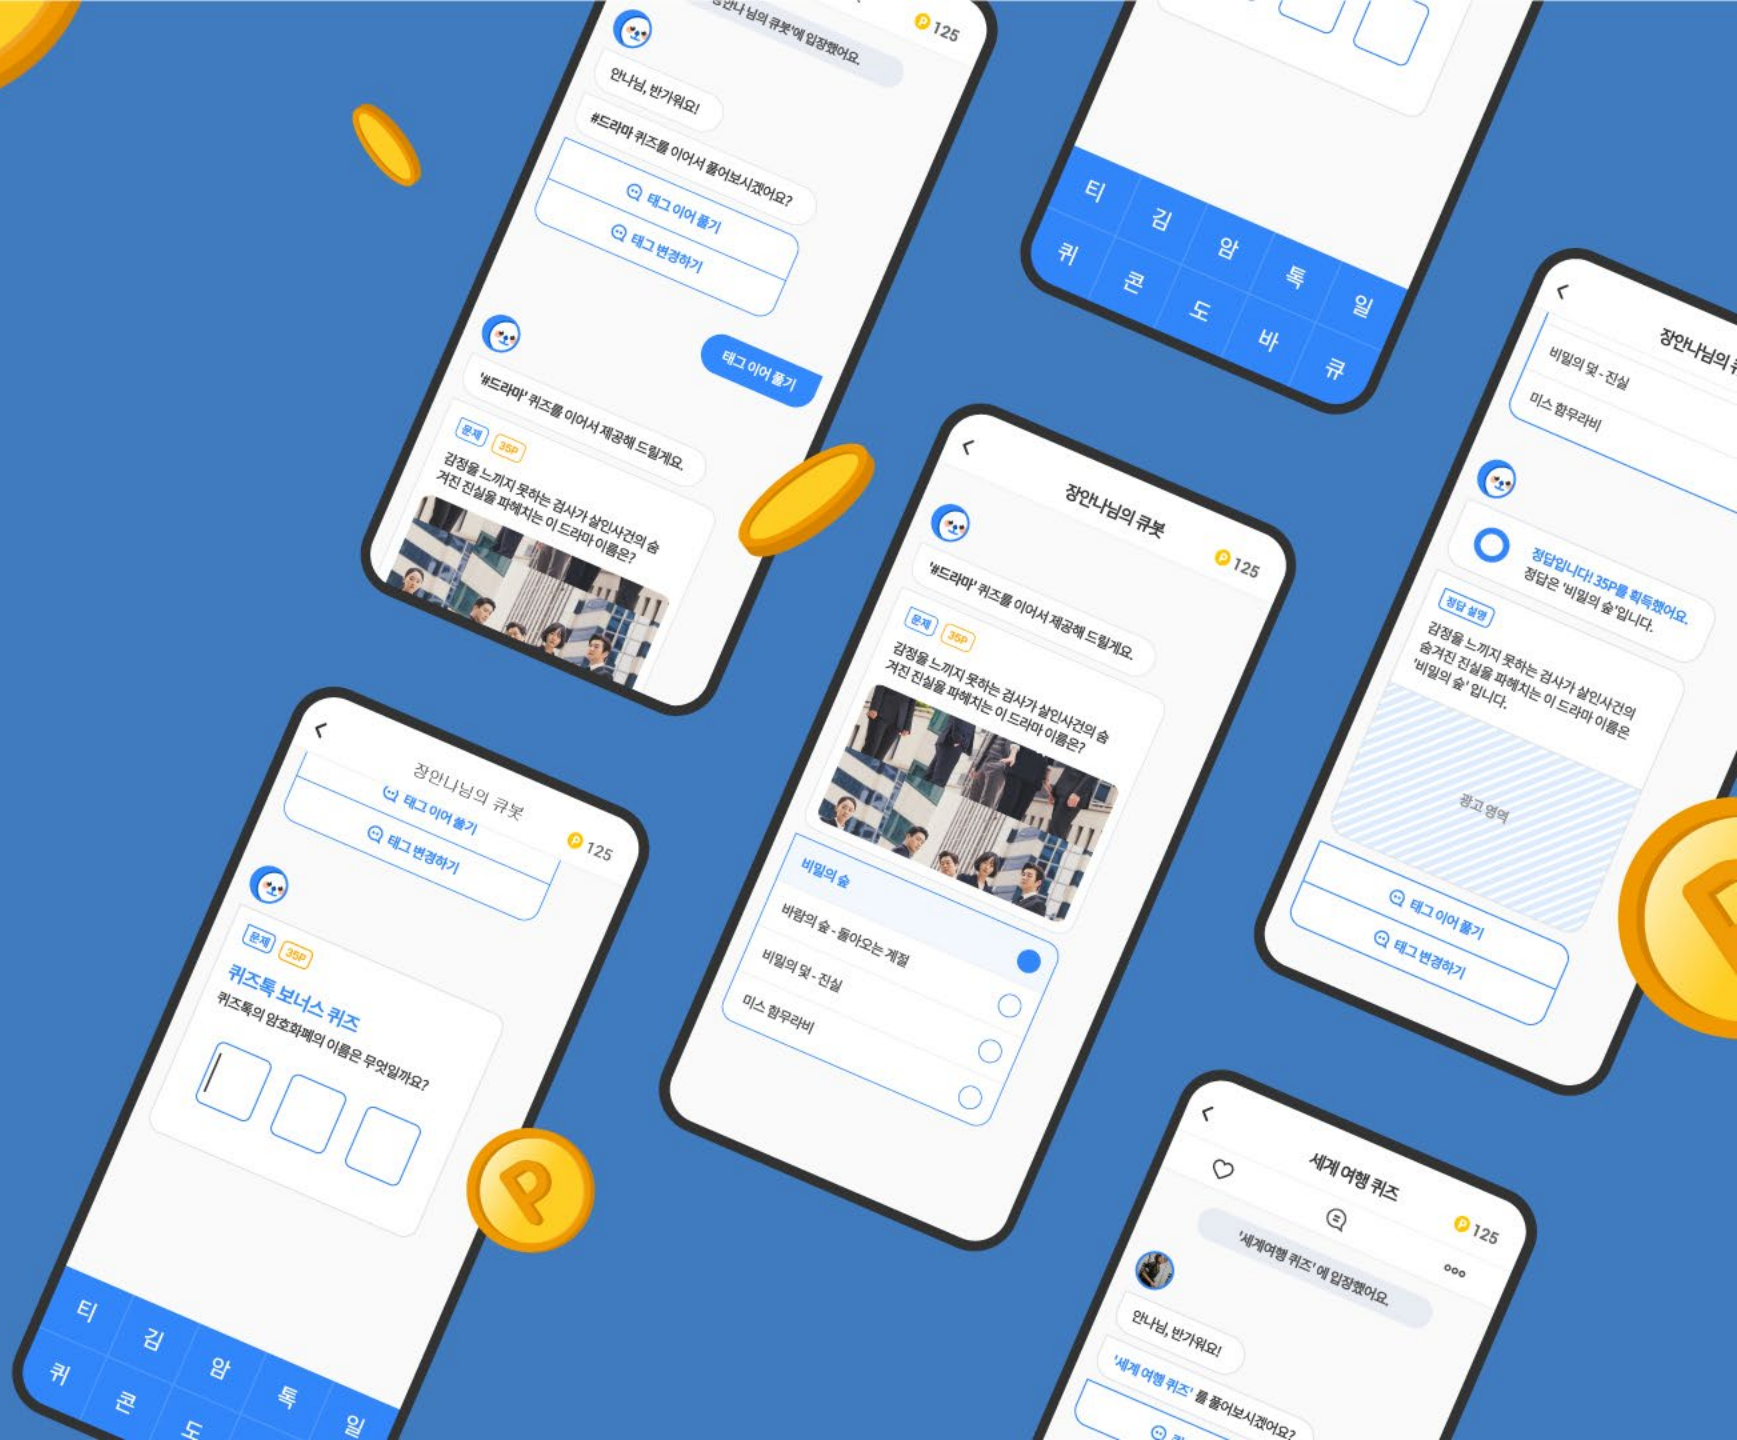 장안나 님의 큐봇'에 입장했어요.
125
안나님, 반가워요!
#드라마 퀴즈를 이어서 풀어보시겠어요?
태그 이어 풀기
태그 변경하기
태그 이어 풀기
'#드라마' 퀴즈를 이어서 제공해 드릴게요.
문제 35P
감정을 느끼지 못하는 검사가 살인사건의 숨
겨진 진실을 파헤치는 이 드라마 이름은?
티 김 암 톡 일
퀴 콘 도 바 큐
장안나님의 큐봇
P 125
'#드라마' 퀴즈를 이어서 제공해 드릴게요.
문제 35P
감정을 느끼지 못하는 검사가 살인사건의 숨
겨진 진실을 파헤치는 이 드라마 이름은?
비밀의 숲
바람의 숲 - 돌아오는 계절
비밀의 덫 - 진실
미스 함무라비
장안나님의
비밀의 덫 - 진실
미스 함무라비
정답입니다! 35P를 획득했어요.
정답은 '비밀의 숲'입니다.
정답 설명
감정을 느끼지 못하는 검사가 살인사건의
숨겨진 진실을 파헤치는 이 드라마 이름은
'비밀의 숲' 입니다.
광고 영역
태그 이어 풀기
태그 변경하기
장안나님의 큐봇
P 125
태그 이어 풀기
태그 변경하기
문제 35P
퀴즈톡 보너스 퀴즈
퀴즈톡의 암호화폐의 이름은 무엇일까요?
티 김 암 톡 일
퀴 콘 도
P
세계 여행 퀴즈
P 125
'세계여행 퀴즈' 에 입장했어요.
안나님, 반가워요!
'세계 여행 퀴즈' 를 풀어보시겠어요?